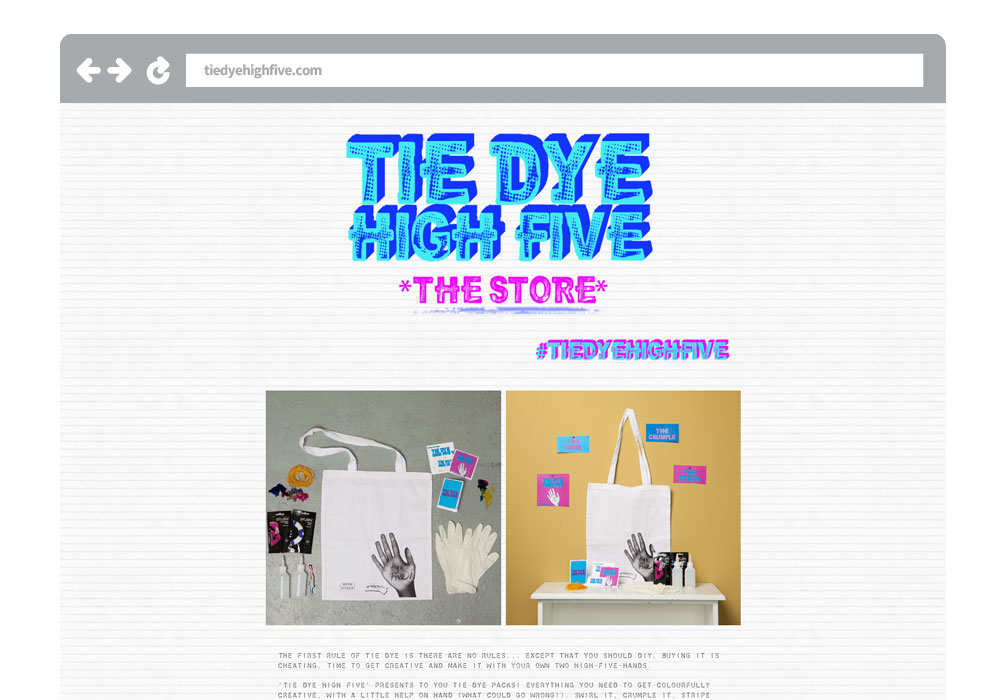 tiedyehighfive.com
TIE DYE
HIGH FIVE
*THE STORE*
#TIEDYEHIGHFIVE
THE
CRUMPLE
DYE
FIVE
THE FIRST RULE OF TIE DYE IS THERE ARE NO RULES... EXCEPT THAT YOU SHOULD DIY. BUYING IT IS
CHEATING. TIME TO GET CREATIVE AND MAKE IT WITH YOUR OWN TWO HIGH-FIVE-HANDS.
'TIE DYE HIGH FIVE' PRESENTS TO YOU TIE DYE PACKS! EVERYTHING YOU NEED TO GET COLOURFULLY
CREATIVE, WITH A LITTLE HELP ON HAND (WHAT COULD GO WRONG!). SWIRL IT, CRUMPLE IT, STRIPE